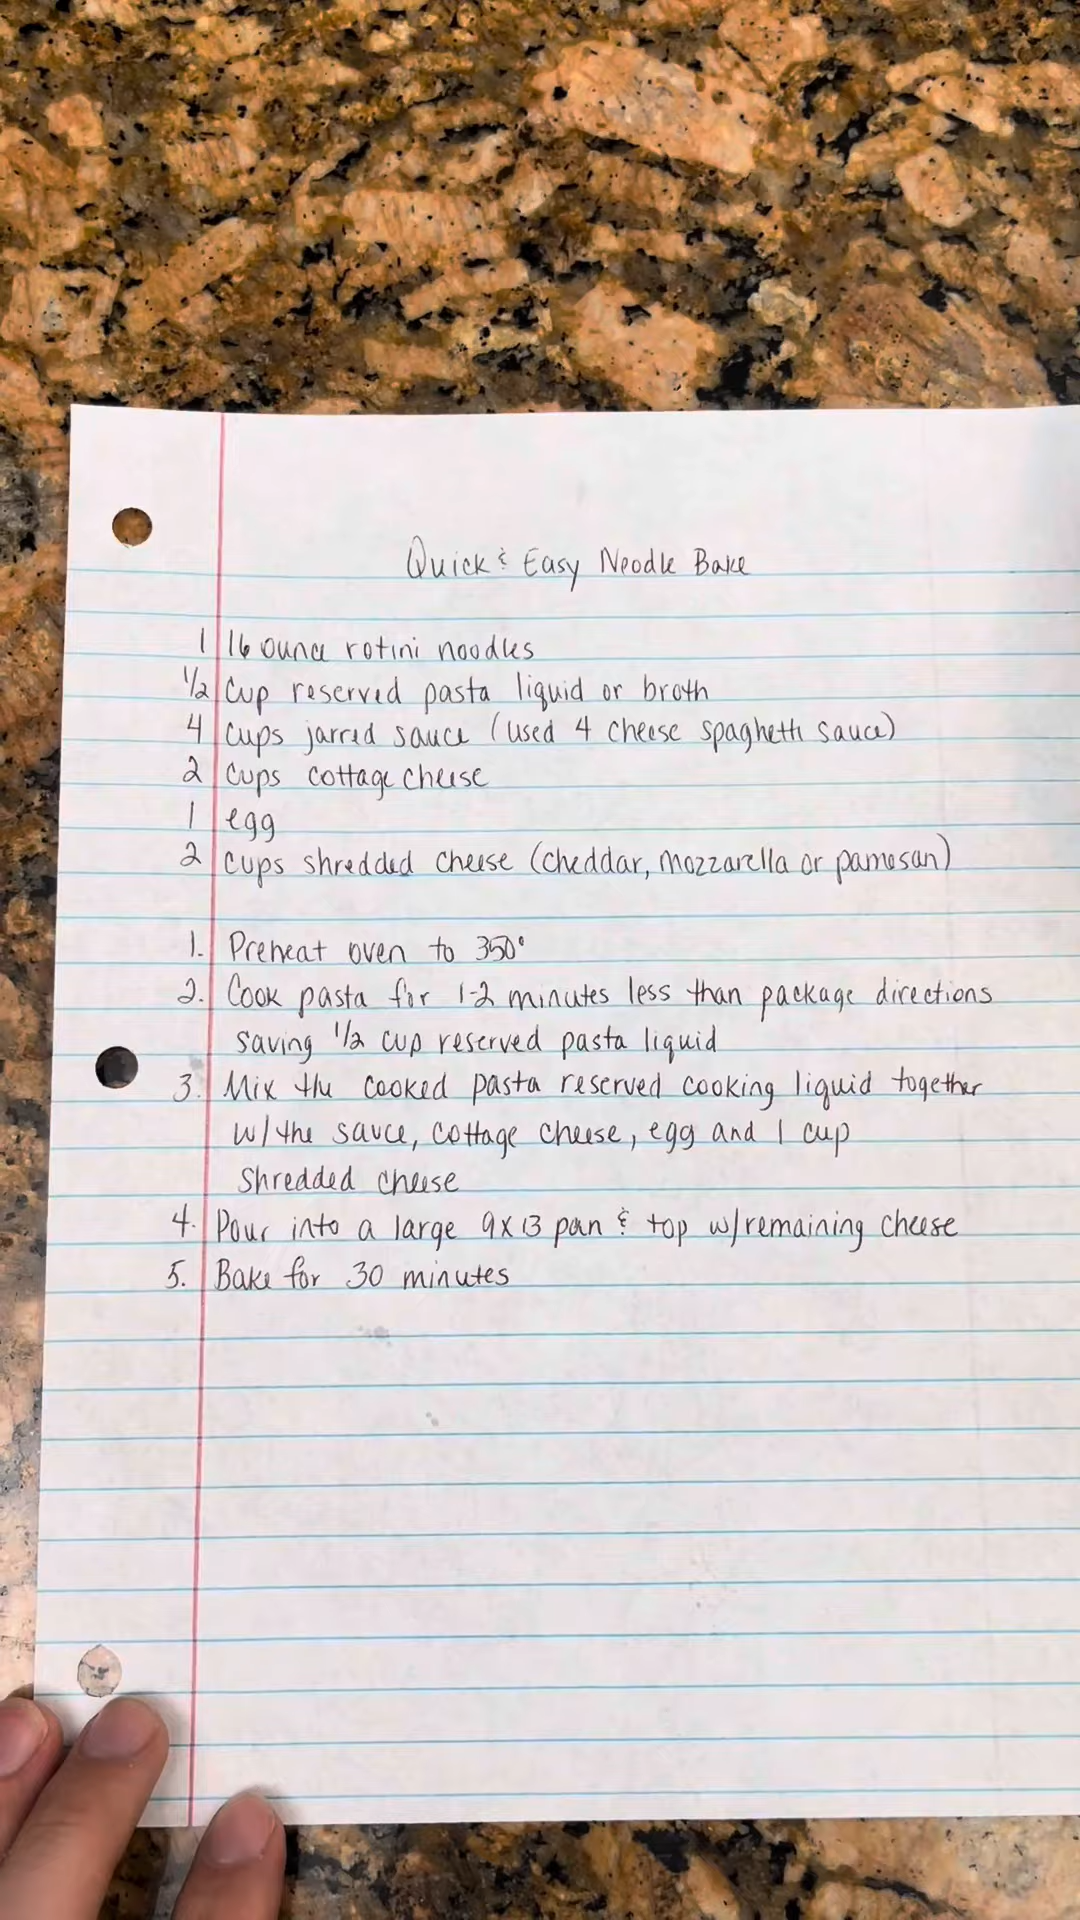 Quick & Easy Noodle Bake
1 16 ounce rotini noodles
1/2 cup reserved pasta liquid or broth
4 cups jarred sauce (used 4 cheese spaghetti sauce)
2 cups cottage cheese
1 egg
2 cups shredded cheese (cheddar, mozzarella or pamesan)
1. Preheat oven to 350°
2. Cook pasta for 1-2 minutes less than package directions
saving 1/2 cup reserved pasta liquid
3. Mix the cooked pasta reserved cooking liquid together
w/ the sauce, cottage cheese, egg and 1 cup
shredded cheese
4. Pour into a large 9x13 pan & top w/remaining cheese
5. Bake for 30 minutes